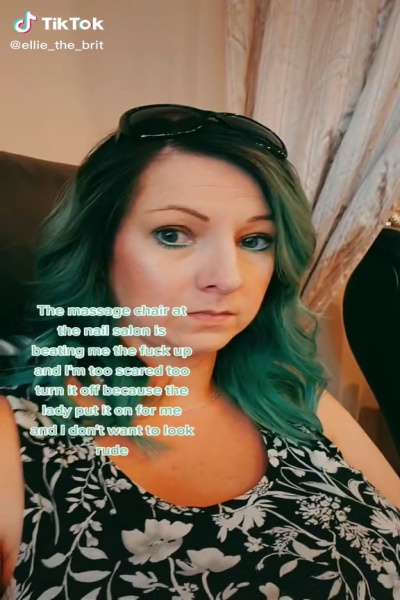 TikTok
@ellie_the_brit
The massage chair at
the nail salon is
beating me the fuck up
and I'm too scared too
turn it off because the
lady put it on for me
and I don't want to look
rude